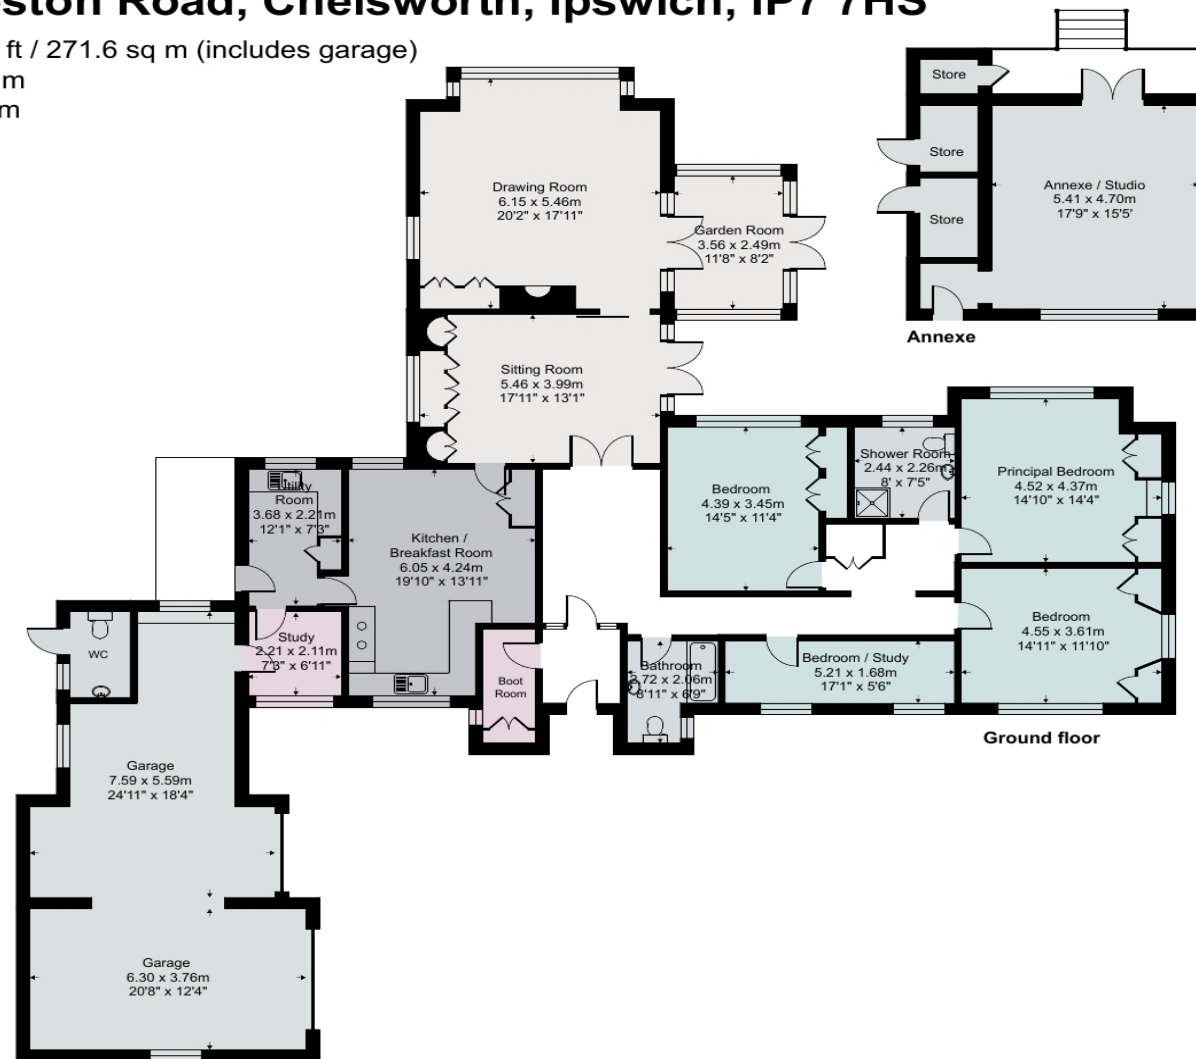 eston Road, Chelsworth, Ipswich, IP7 7HS
ft / 271.6 sq m (includes garage)
m
m
Store
Store
Store
Annexe / Studio
5.41 x 4.70m
17'9" x 15'5'
Annexe
Drawing Room
6.15 x 5.46m
20'2" x 17'11"
Garden Room
3.56 x 2.49m
11'8" x 8'2"
Sitting Room
5.46 x 3.99m
17'11" x 13'1"
Utility
Room
3.68 x 2.21m
12'1" x 7'3"
Kitchen /
Breakfast Room
6.05 x 4.24m
19'10" x 13'11"
Bedroom
4.39 x 3.45m
14'5" x 11'4"
Shower Room
2.44 x 2.26m
8' x 7'5"
Principal Bedroom
4.52 x 4.37m
14'10" x 14'4"
Bedroom
4.55 x 3.61m
14'11" x 11'10"
WC
Study
2.21 x 2.11m
7'3" x 6'11"
Boot
Room
Bathroom
2.72 x 2.06m
8'11" x 6'9"
Bedroom / Study
5.21 x 1.68m
17'1" x 5'6"
Ground floor
Garage
7.59 x 5.59m
24'11" x 18'4"
Garage
6.30 x 3.76m
20'8" x 12'4"